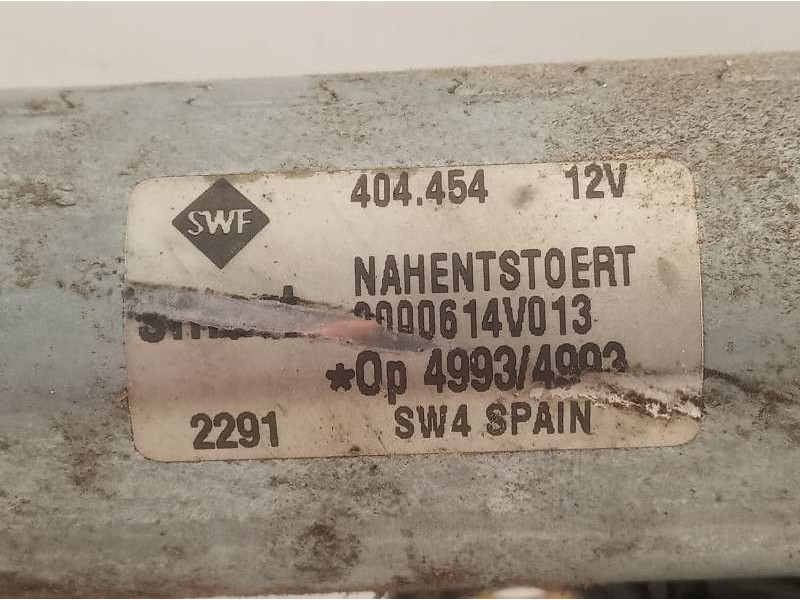 SWF
404.454 12V
NAHENTSTOERT
0000614V013
*Op 4993/4993
2291 SW4 SPAIN